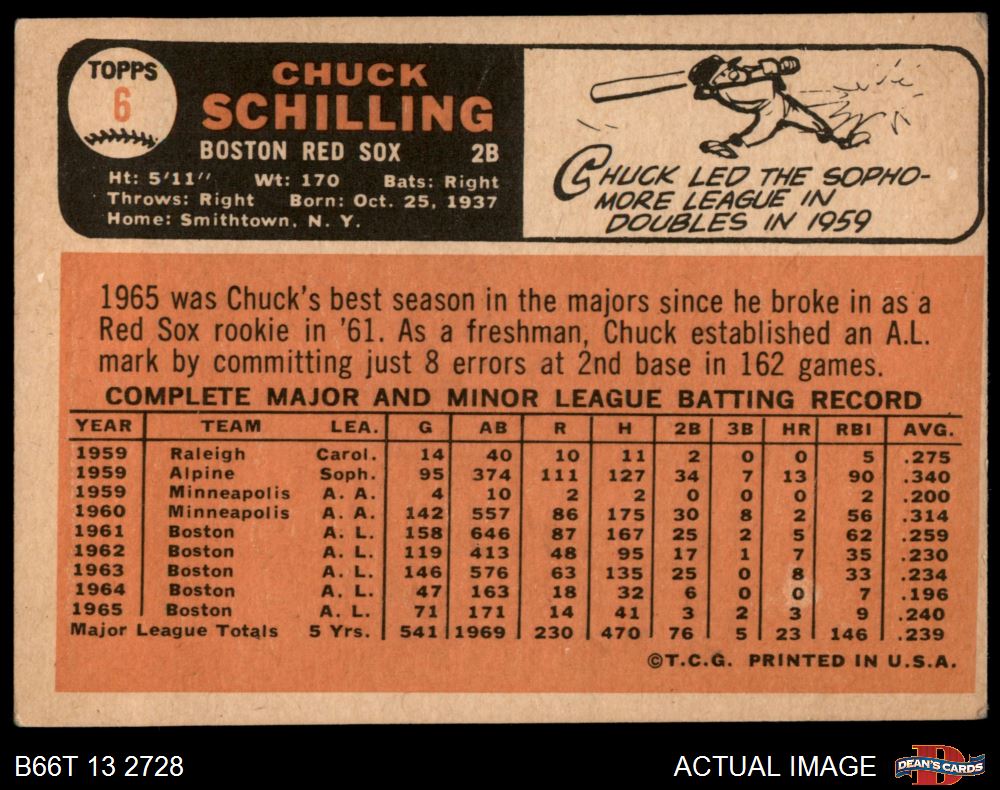 TOPPS
6
CHUCK
SCHILLING
BOSTON RED SOX 2B
Ht: 5'11" Wt: 170 Bats: Right
Throws: Right Born: Oct. 25, 1937
Home: Smithtown, N. Y.
CHUCK LED THE SOPHO-
MORE LEAGUE IN
DOUBLES IN 1959
1965 was Chuck's best season in the majors since he broke in as a
Red Sox rookie in '61. As a freshman, Chuck established an A.L.
mark by committing just 8 errors at 2nd base in 162 games.
COMPLETE MAJOR AND MINOR LEAGUE BATTING RECORD
YEAR TEAM LEA. G AB R H 2B 3B HR RBI AVG.
1959 Raleigh Carol. 14 40 10 11 2 0 0 5 .275
1959 Alpine Soph. 95 374 111 127 34 7 13 90 .340
1959 Minneapolis A. A. 4 10 2 2 0 0 0 2 .200
1960 Minneapolis A. A. 142 557 86 175 30 8 2 56 .314
1961 Boston A. L. 158 646 87 167 25 2 5 62 .259
1962 Boston A. L. 119 413 48 95 17 1 7 35 .230
1963 Boston A. L. 146 576 63 135 25 0 8 33 .234
1964 Boston A. L. 47 163 18 32 6 0 0 7 .196
1965 Boston A. L. 71 171 14 41 3 2 3 9 .240
Major League Totals 5 Yrs. 541 1969 230 470 76 5 23 146 .239
©T.C.G. PRINTED IN U.S.A.
B66T 13 2728 ACTUAL IMAGE
DEAN'S CARDS